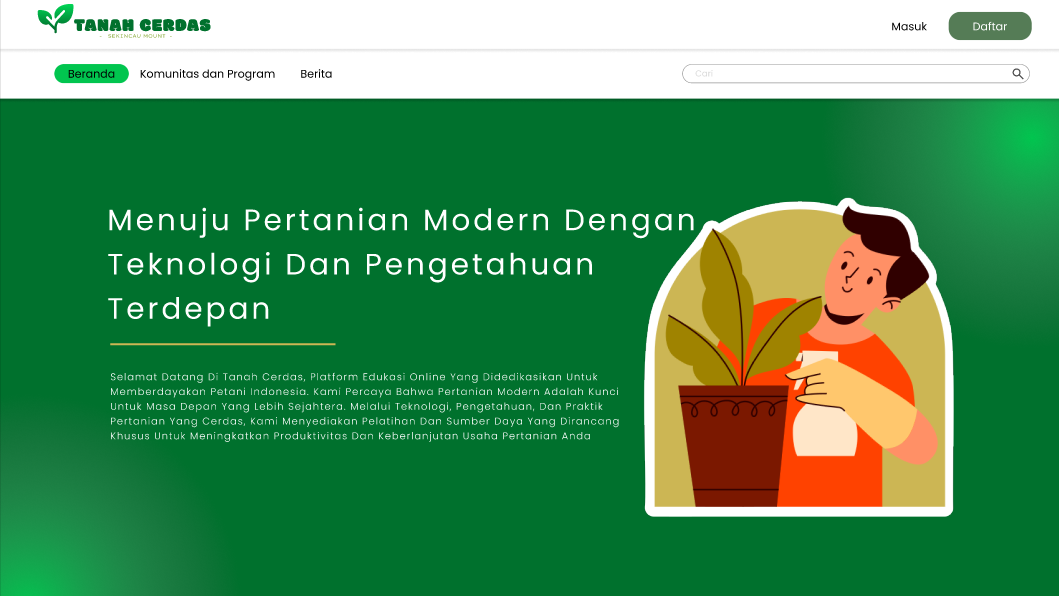 TANAH CERDAS
- SEKINCAU MOUNT -
Masuk
Daftar
Beranda
Komunitas dan Program
Berita
Cari
Menuju Pertanian Modern Dengan
Teknologi Dan Pengetahuan
Terdepan
Selamat Datang Di Tanah Cerdas, Platform Edukasi Online Yang Didedikasikan Untuk
Memberdayakan Petani Indonesia. Kami Percaya Bahwa Pertanian Modern Adalah Kunci
Untuk Masa Depan Yang Lebih Sejahtera. Melalui Teknologi, Pengetahuan, Dan Praktik
Pertanian Yang Cerdas, Kami Menyediakan Pelatihan Dan Sumber Daya Yang Dirancang
Khusus Untuk Meningkatkan Produktivitas Dan Keberlanjutan Usaha Pertanian Anda